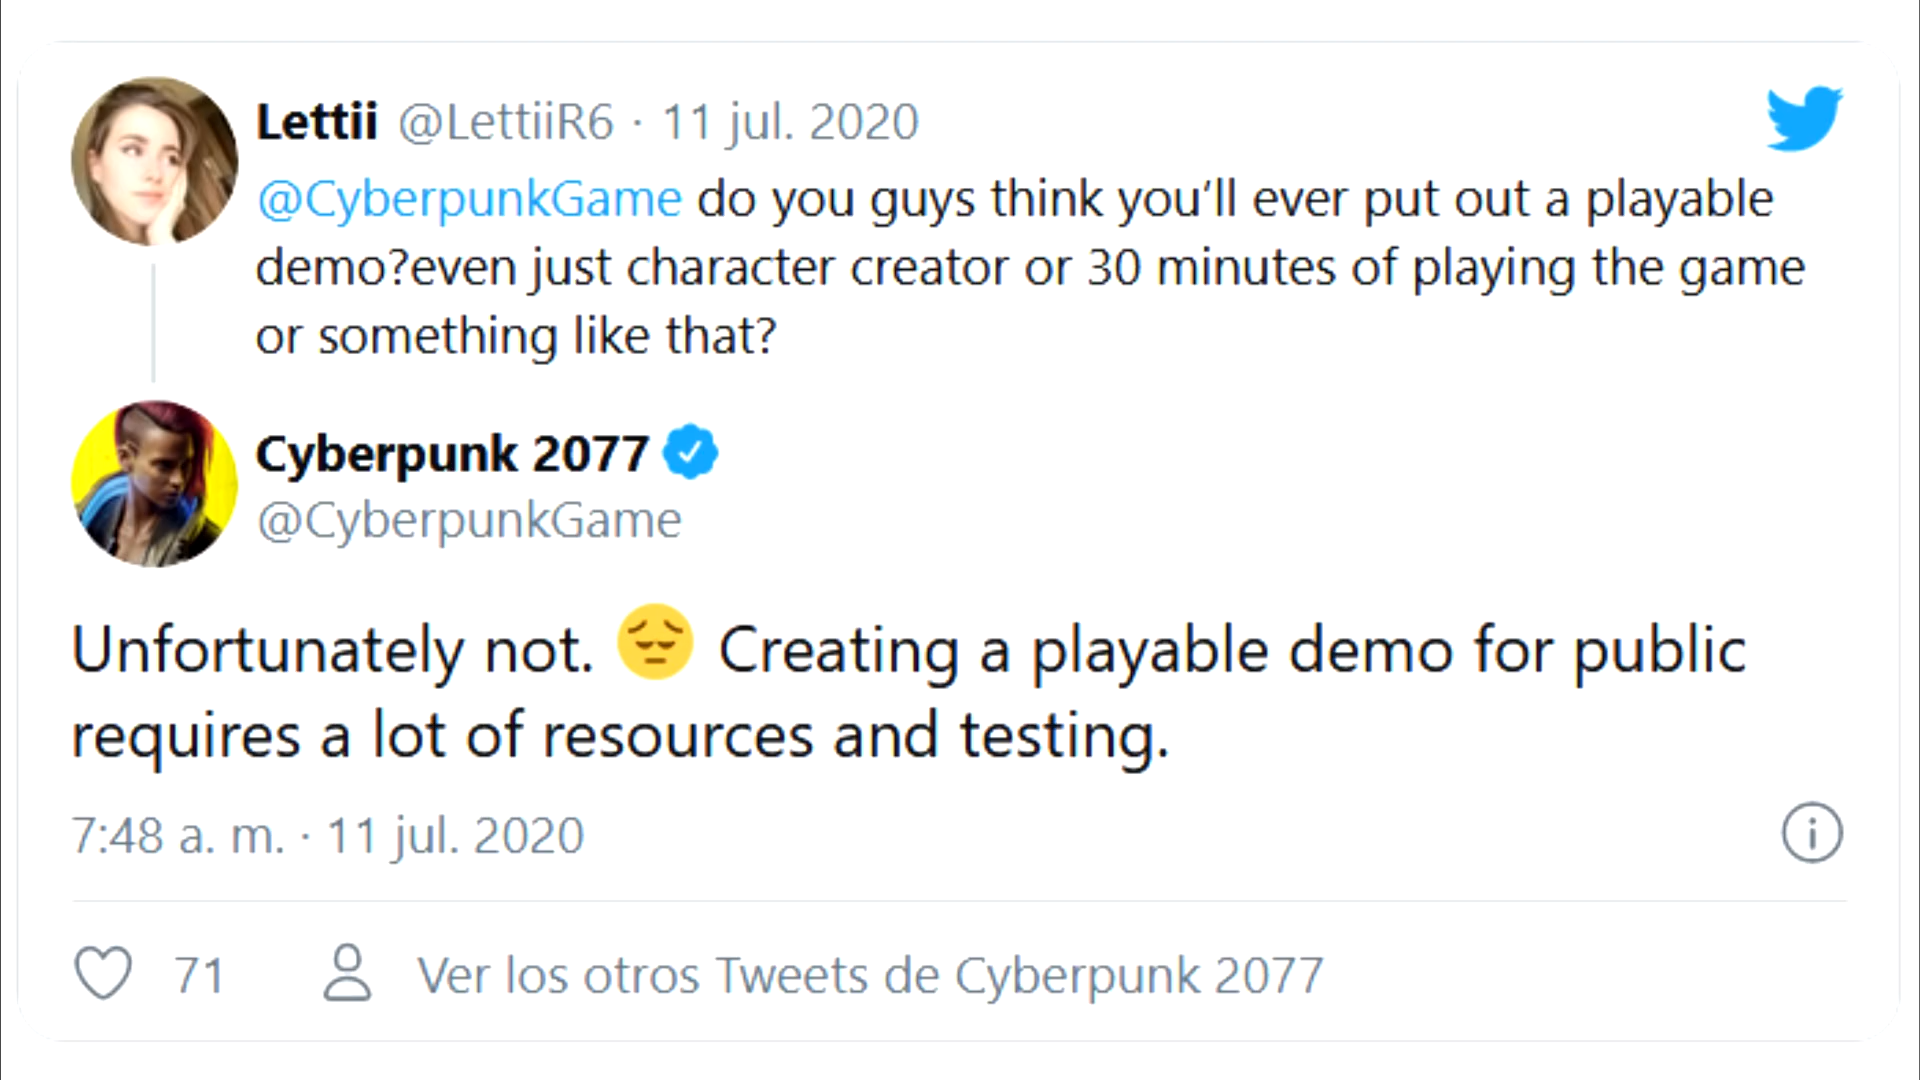 Lettii @LettiiR6 · 11 jul. 2020
@CyberpunkGame do you guys think you’ll ever put out a playable
demo?even just character creator or 30 minutes of playing the game
or something like that?
Cyberpunk 2077
@CyberpunkGame
Unfortunately not. 😔 Creating a playable demo for public
requires a lot of resources and testing.
7:48 a. m. · 11 jul. 2020
71 Ver los otros Tweets de Cyberpunk 2077